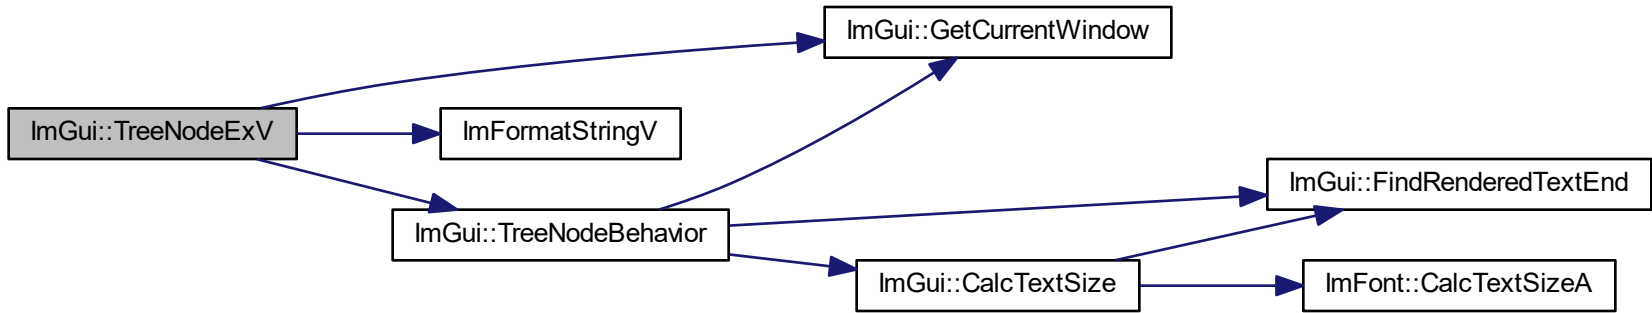 ImGui::GetCurrentWindow
ImGui::TreeNodeExV
ImFormatStringV
ImGui::FindRenderedTextEnd
ImGui::TreeNodeBehavior
ImGui::CalcTextSize
ImFont::CalcTextSizeA